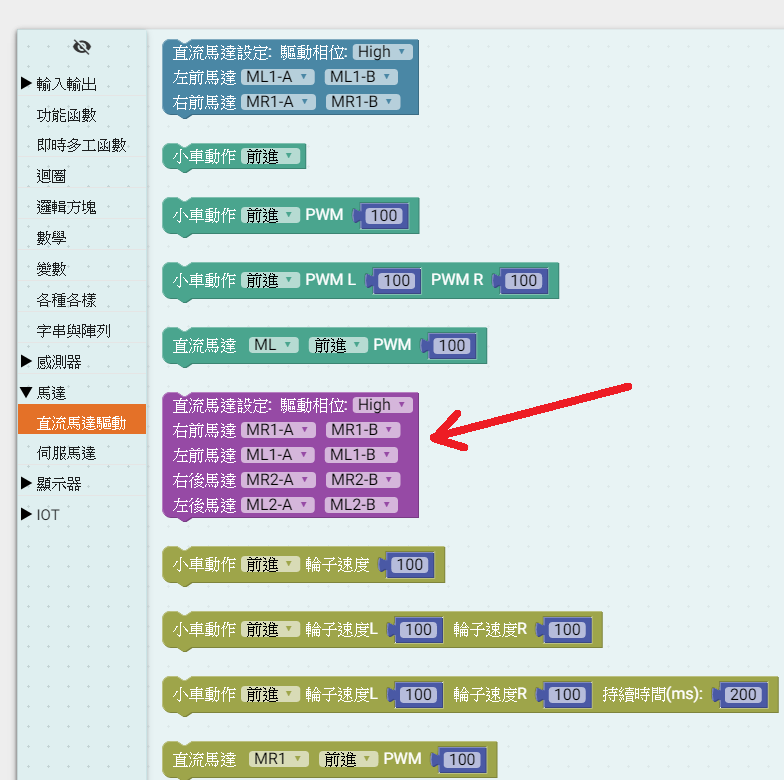 輸入輸出
功能函數
即時多工函數
迴圈
邏輯方塊
數學
變數
各種各樣
字串與陣列
感測器
馬達
直流馬達驅動
伺服馬達
顯示器
IOT
直流馬達設定: 驅動相位: High
左前馬達 ML1-A ML1-B
右前馬達 MR1-A MR1-B
小車動作 前進
小車動作 前進 PWM 100
小車動作 前進 PWM L 100 PWM R 100
直流馬達 ML 前進 PWM 100
直流馬達設定: 驅動相位: High
右前馬達 MR1-A MR1-B
左前馬達 ML1-A ML1-B
右後馬達 MR2-A MR2-B
左後馬達 ML2-A ML2-B
小車動作 前進 輪子速度 100
小車動作 前進 輪子速度L 100 輪子速度R 100
小車動作 前進 輪子速度L 100 輪子速度R 100 持續時間(ms): 200
直流馬達 MR1 前進 PWM 100